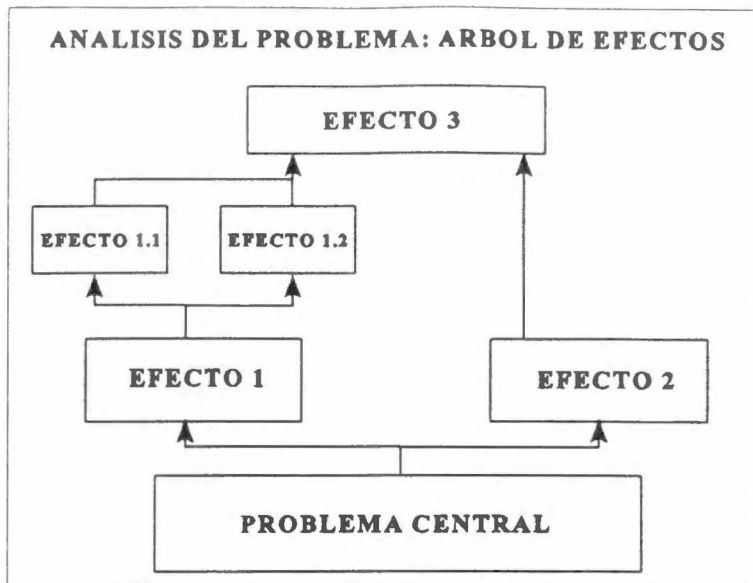 ANALISIS DEL PROBLEMA: ARBOL DE EFECTOS
EFECTO 3
EFECTO 1.1
EFECTO 1.2
EFECTO 1
EFECTO 2
PROBLEMA CENTRAL